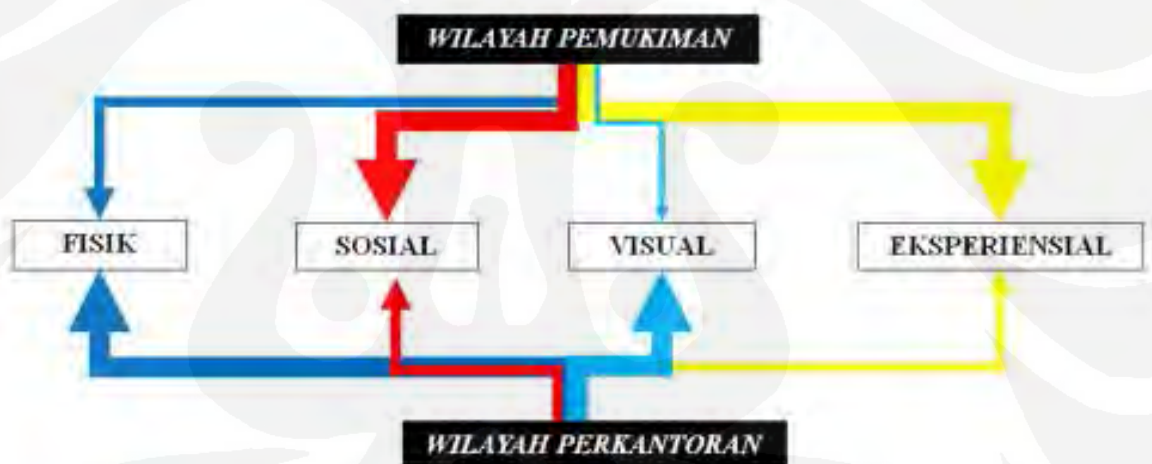 WILAYAH PEMUKIMAN
FISIK
SOSIAL
VISUAL
EKSPERIENSIAL
WILAYAH PERKANTORAN